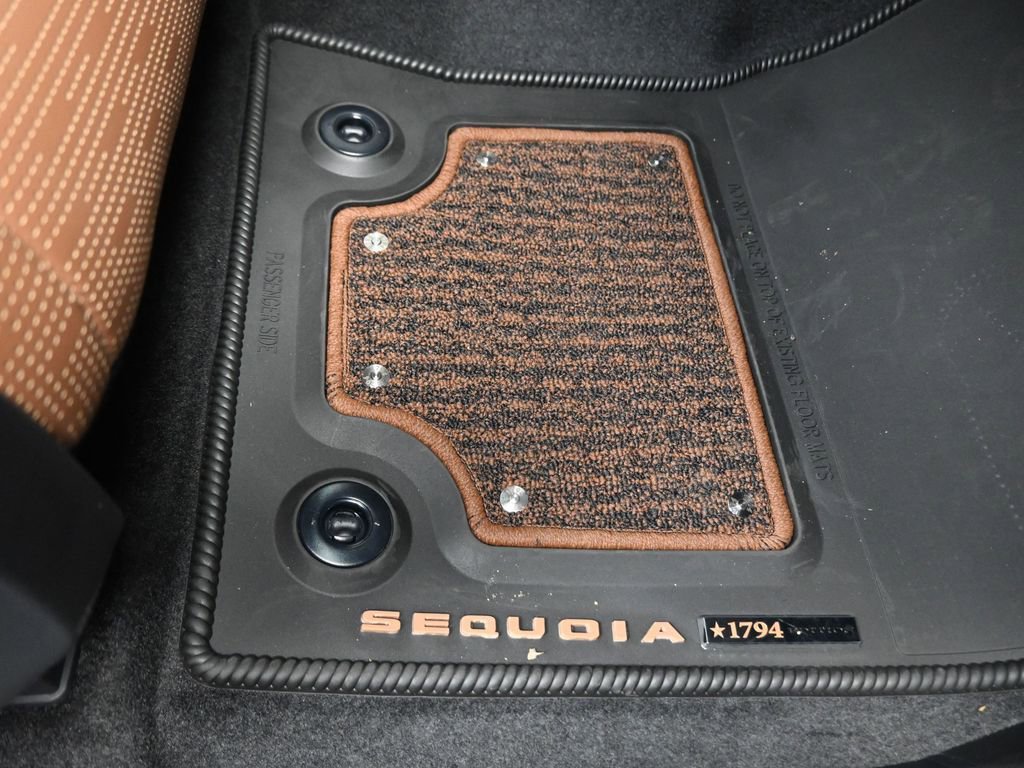 PASSENGER SIDE
DO NOT PLACE ON TOP OF EXISTING FLOOR MATS
SEQUOIA
★1794